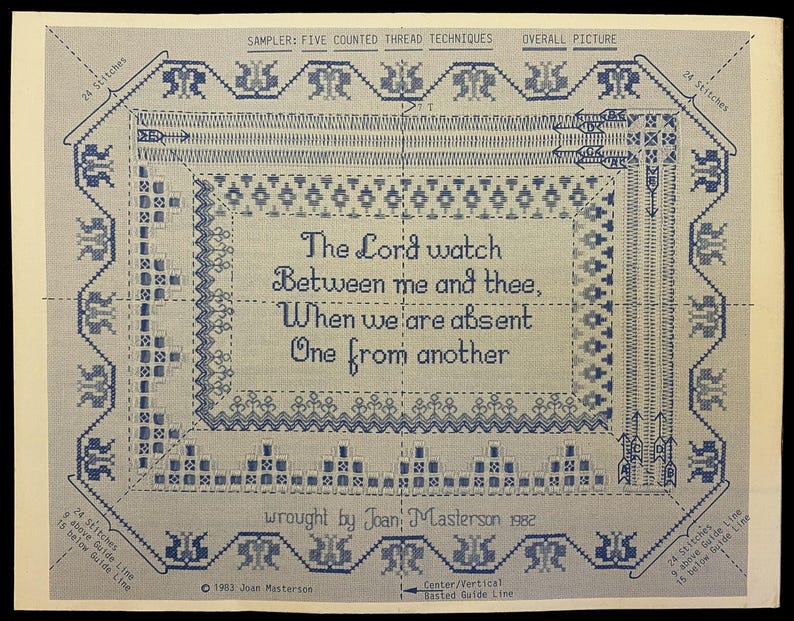 SAMPLER: FIVE COUNTED THREAD TECHNIQUES OVERALL PICTURE
24 Stitches
24 Stitches
7 T
E
D
B
C
A
E
The Lord watch
Between me and thee,
When we are absent
One from another
A
C
D
B
wrought by Joan Masterson 1982
24 Stitches
9 above Guide Line
15 below Guide Line
24 Stitches
9 above Guide Line
15 below Guide Line
© 1983 Joan Masterson
Center/Vertical
Basted Guide Line